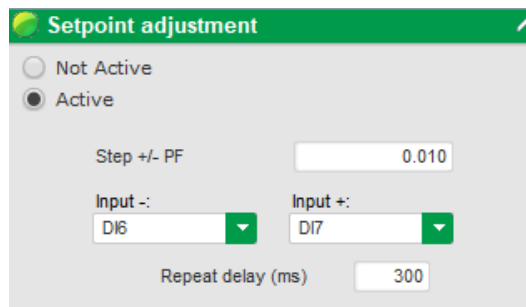 Setpoint adjustment
Not Active
Active
Step +/- PF 0.010
Input -: Input +:
DI6 DI7
Repeat delay (ms) 300